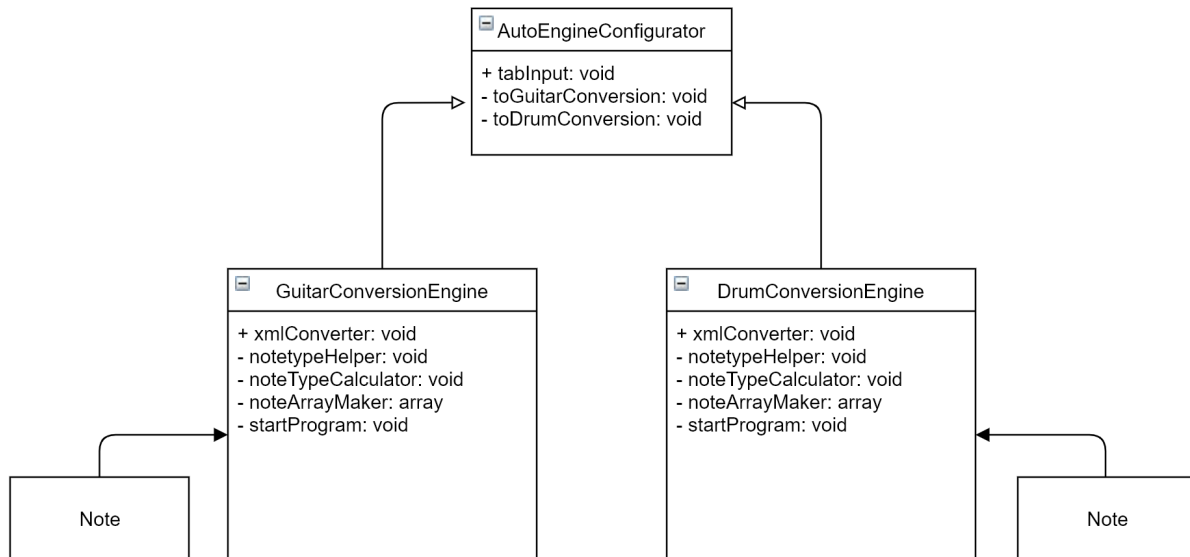 AutoEngineConfigurator
+ tabInput: void
- toGuitarConversion: void
- toDrumConversion: void
GuitarConversionEngine
+ xmlConverter: void
- notetypeHelper: void
- noteTypeCalculator: void
- noteArrayMaker: array
- startProgram: void
DrumConversionEngine
+ xmlConverter: void
- notetypeHelper: void
- noteTypeCalculator: void
- noteArrayMaker: array
- startProgram: void
Note
Note